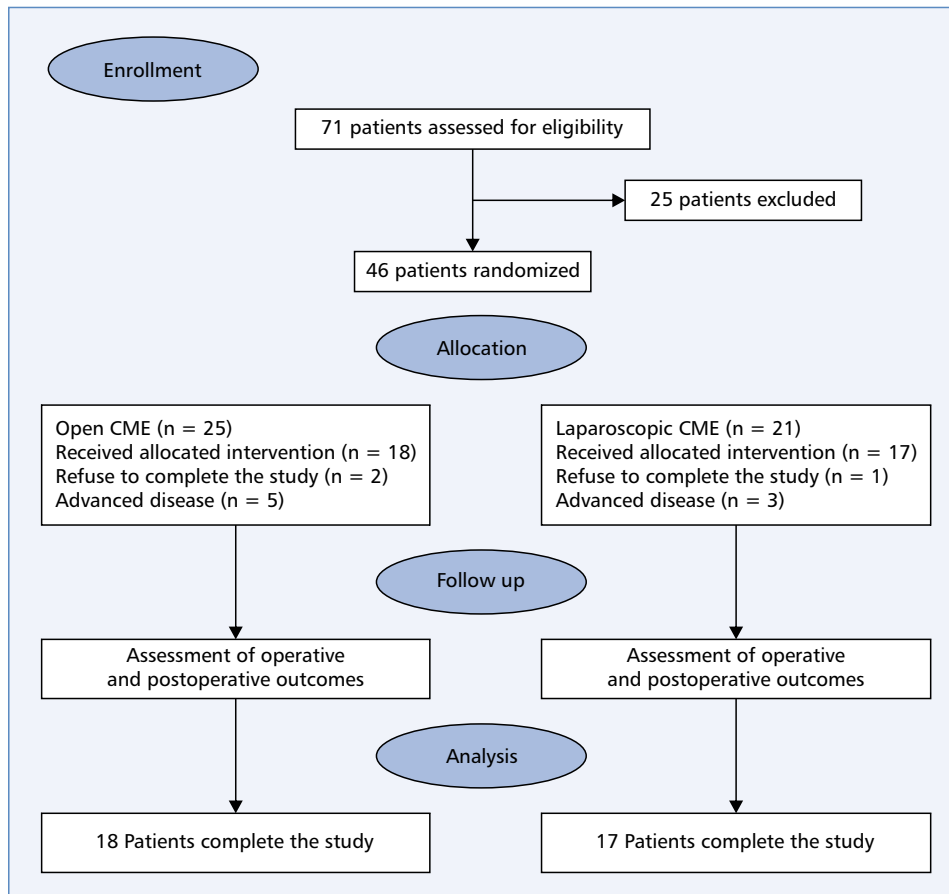 Enrollment
71 patients assessed for eligibility
25 patients excluded
46 patients randomized
Allocation
Open CME (n = 25)
Received allocated intervention (n = 18)
Refuse to complete the study (n = 2)
Advanced disease (n = 5)
Laparoscopic CME (n = 21)
Received allocated intervention (n = 17)
Refuse to complete the study (n = 1)
Advanced disease (n = 3)
Follow up
Assessment of operative
and postoperative outcomes
Assessment of operative
and postoperative outcomes
Analysis
18 Patients complete the study
17 Patients complete the study